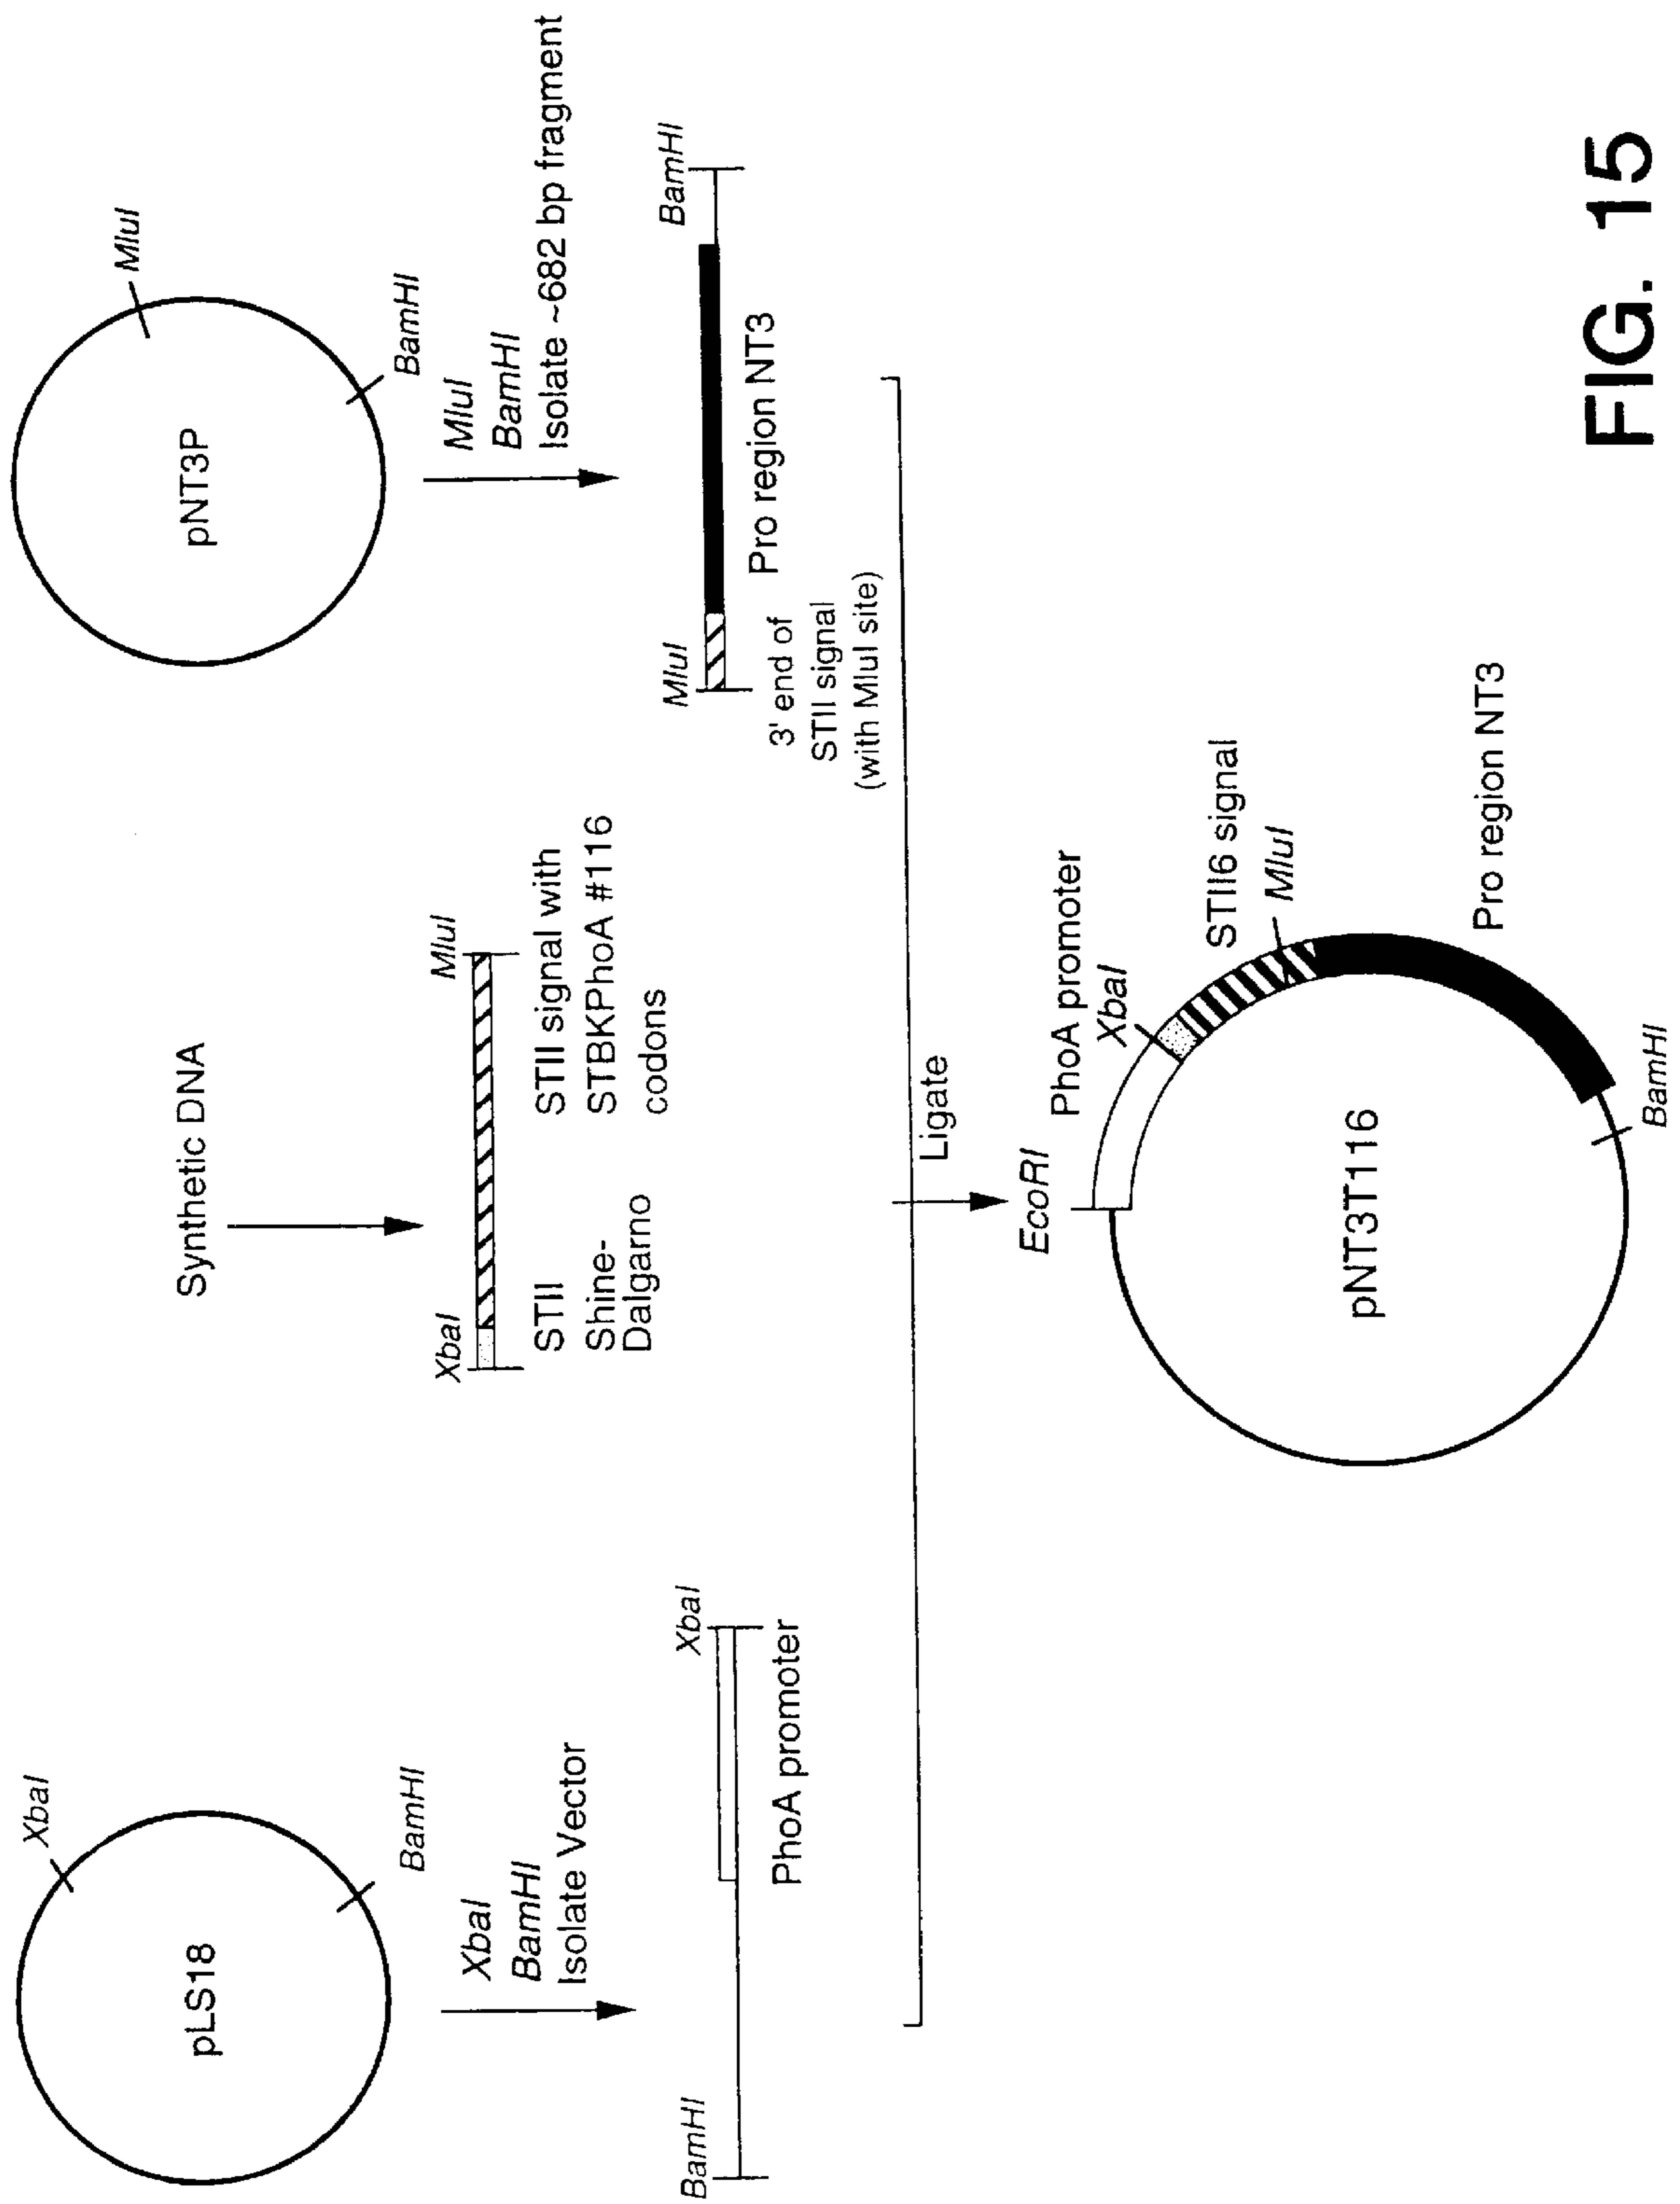 pLS18
XbaI
BamHI
XbaI
BamHI
Isolate Vector
BamHI
XbaI
PhoA promoter
Synthetic DNA
XbaI
MluI
STII
Shine-
Dalgarno
STII signal with
STBKPhoA #116
codons
pNT3P
MluI
BamHI
MluI
BamHI
Isolate ~682 bp fragment
MluI
BamHI
Pro region NT3
3' end of
STII signal
(with MluI site)
Ligate
EcoRI
PhoA promoter
XbaI
STII6 signal
MluI
Pro region NT3
BamHI
pNT3T116
FIG. 15